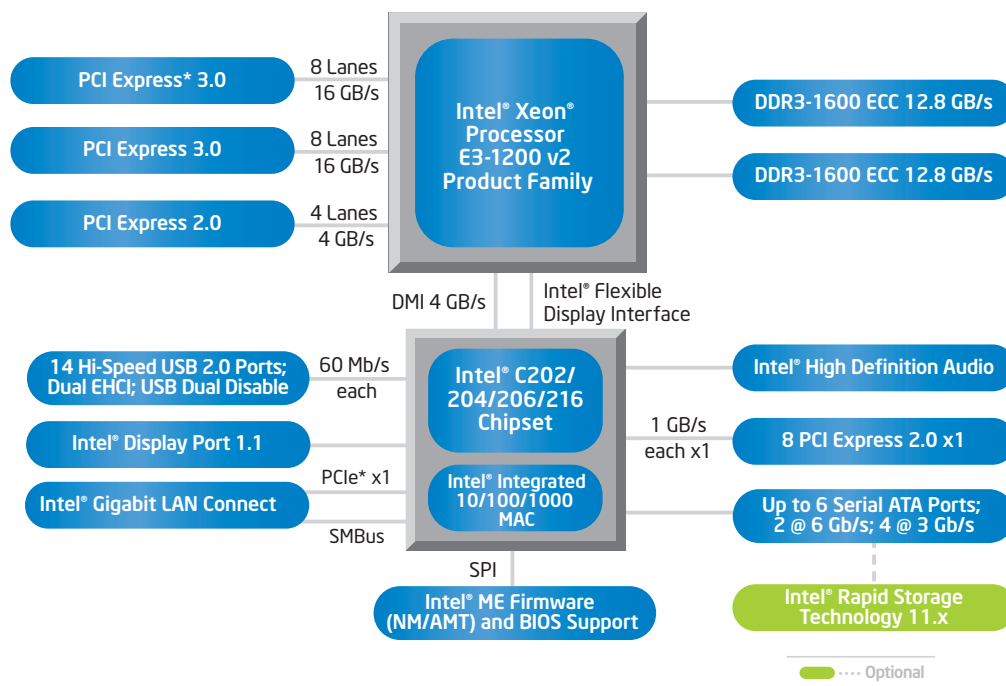 PCI Express* 3.0
8 Lanes
16 GB/s
PCI Express 3.0
8 Lanes
16 GB/s
PCI Express 2.0
4 Lanes
4 GB/s
Intel® Xeon®
Processor
E3-1200 v2
Product Family
DDR3-1600 ECC 12.8 GB/s
DDR3-1600 ECC 12.8 GB/s
DMI 4 GB/s
Intel® Flexible
Display Interface
14 Hi-Speed USB 2.0 Ports;
Dual EHCI; USB Dual Disable
60 Mb/s
each
Intel® Display Port 1.1
Intel® Gigabit LAN Connect
PCIe* x1
SMBus
Intel® C202/
204/206/216
Chipset
Intel® Integrated
10/100/1000
MAC
Intel® High Definition Audio
1 GB/s
each x1
8 PCI Express 2.0 x1
Up to 6 Serial ATA Ports;
2 @ 6 Gb/s; 4 @ 3 Gb/s
SPI
Intel® ME Firmware
(NM/AMT) and BIOS Support
Intel® Rapid Storage
Technology 11.x
Optional